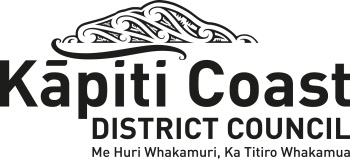 Kāpiti Coast
DISTRICT COUNCIL
Me Huri Whakamuri, Ka Titiro Whakamua